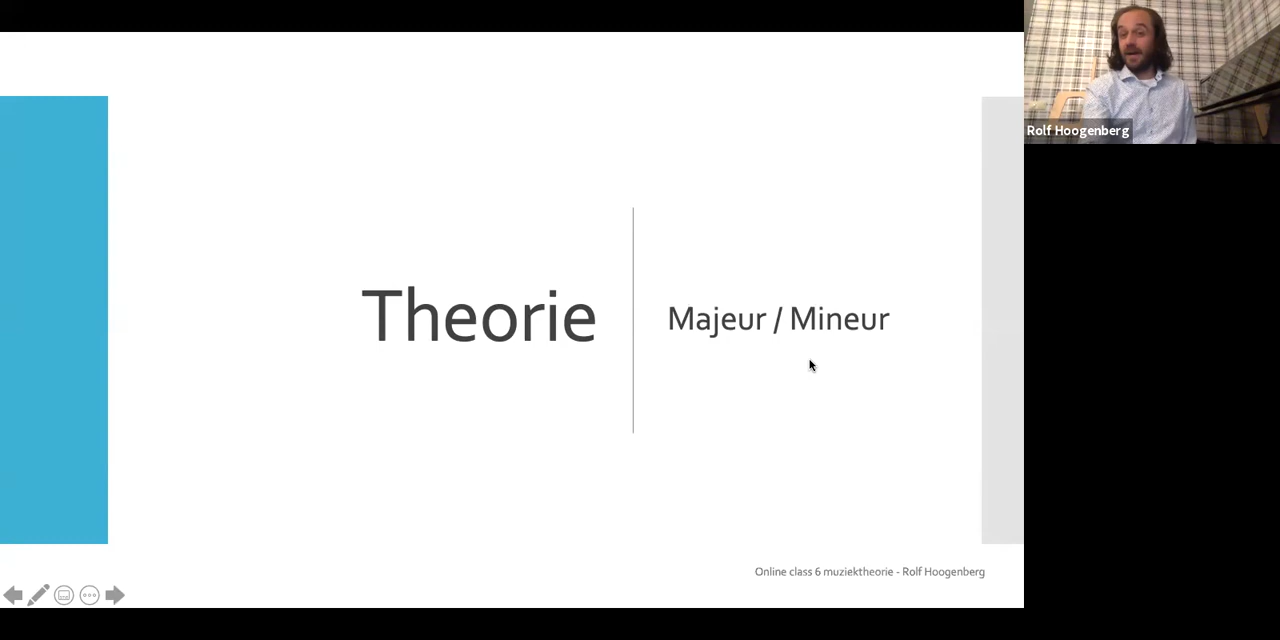 Theorie
Majeur / Mineur
Online class 6 muziektheorie - Rolf Hoogenberg
Rolf Hoogenberg